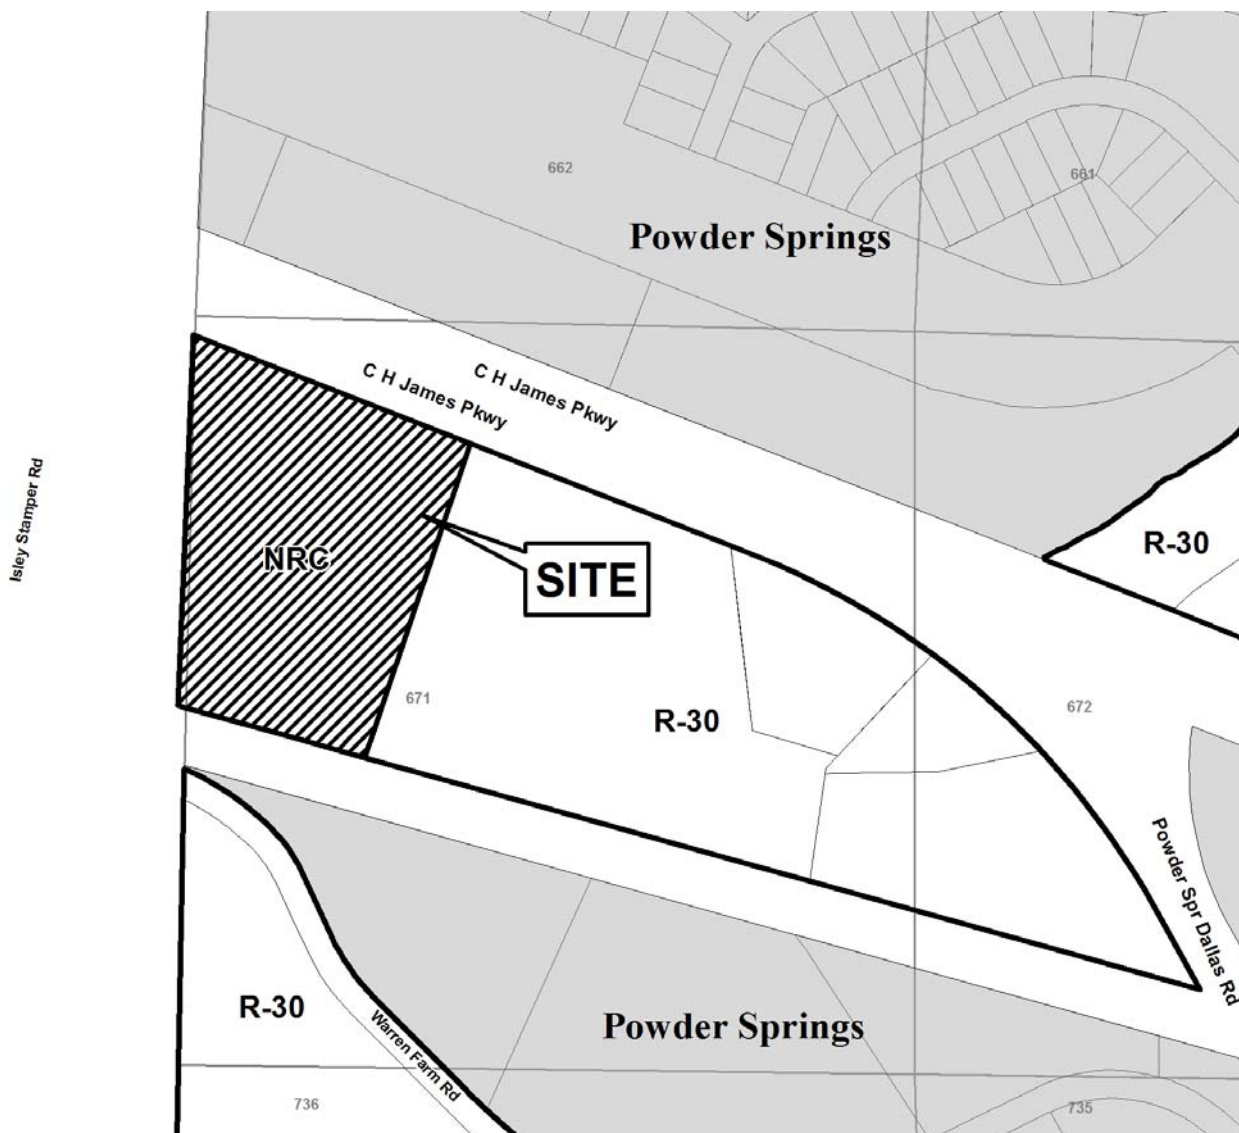 662
661
Powder Springs
C H James Pkwy
C H James Pkwy
Isley Stamper Rd
NRC
SITE
R-30
671
R-30
672
Powder Spr Dallas Rd
R-30
Warren Farm Rd
Powder Springs
736
735